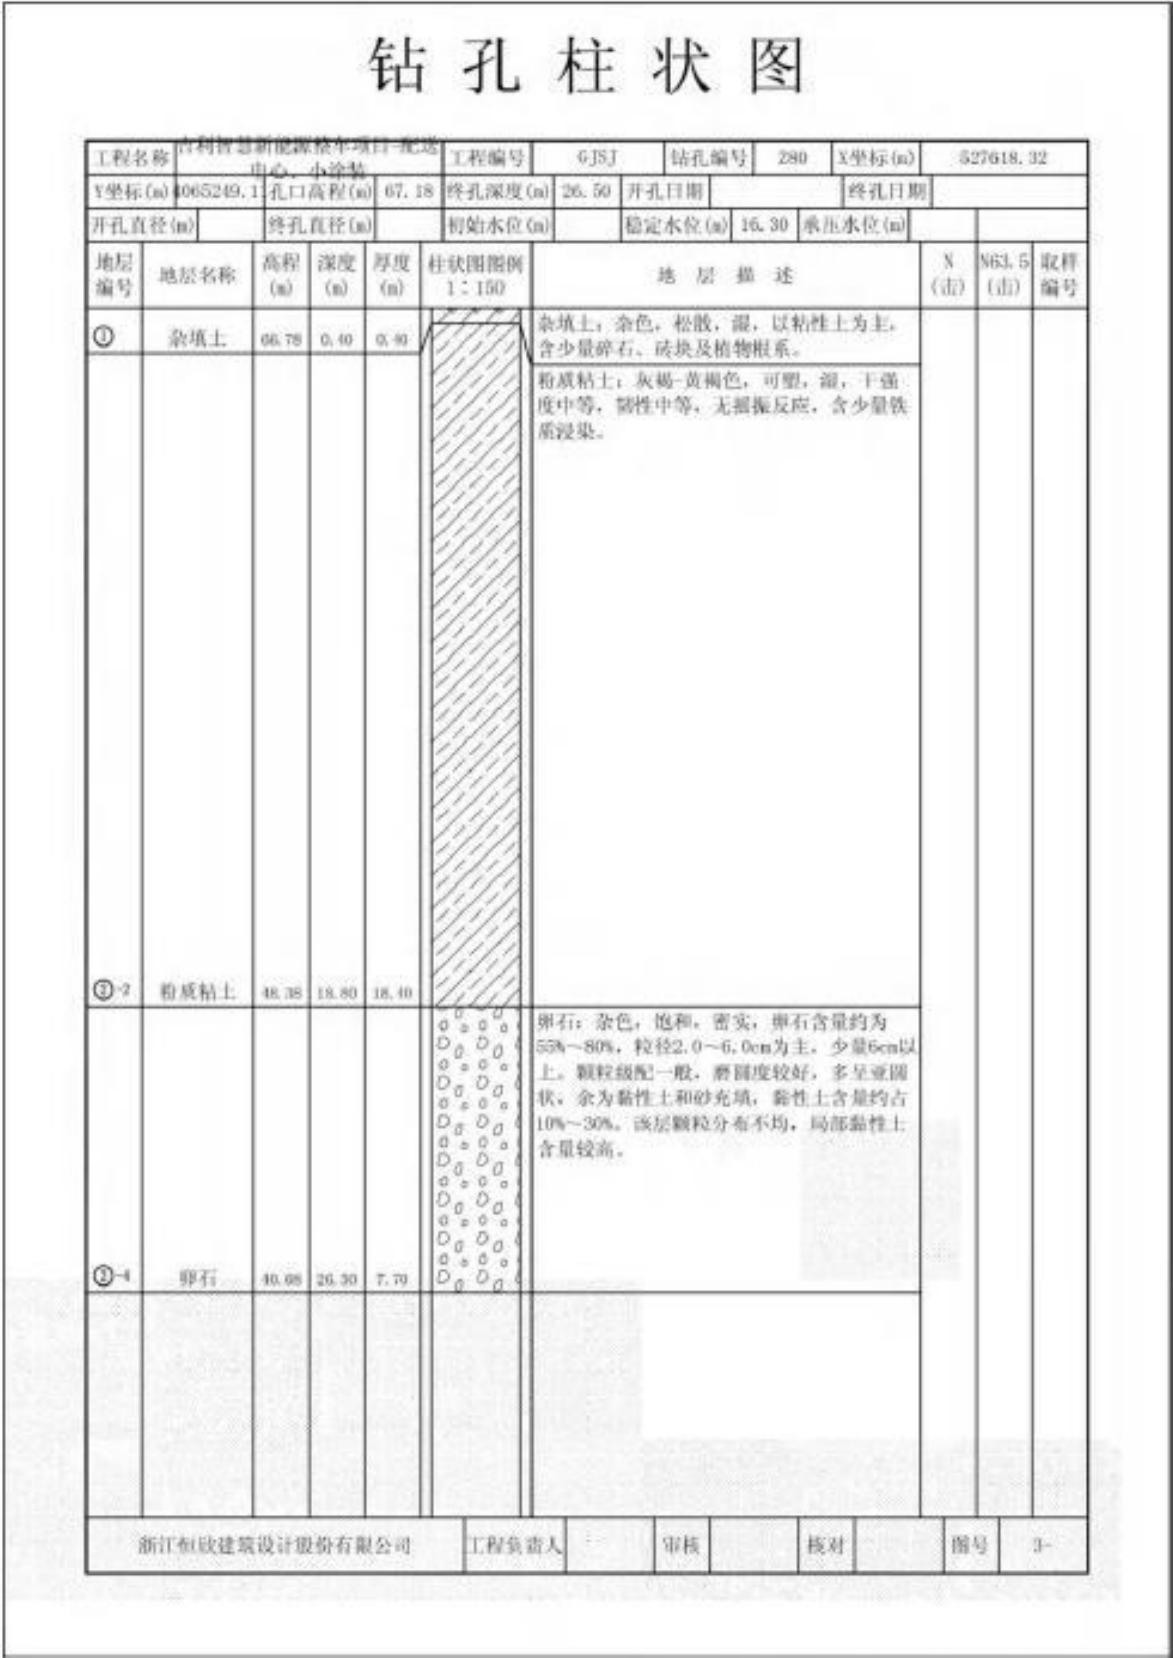 钻孔柱状图
工程名称 吉利智慧新能源整车项目-配送中心、小涂装 工程编号 GJSJ 钻孔编号 280 X坐标(m) 527618.32
Y坐标(m) 4065249.1 孔口高程(m) 67.18 终孔深度(m) 26.50 开孔日期 终孔日期
开孔直径(m) 终孔直径(m) 初始水位(m) 稳定水位(m) 16.30 承压水位(m)
地层编号 地层名称 高程(m) 深度(m) 厚度(m) 柱状图图例 1:150 地层描述 N(击) N63.5(击) 取样编号
① 杂填土 66.78 0.40 0.40
杂填土:杂色,松散,湿,以粘性土为主,
含少量碎石、砖块及植物根系。
粉质粘土:灰褐-黄褐色,可塑,湿,干强
度中等,韧性中等,无摇振反应,含少量铁
质浸染。
-2 粉质粘土 48.38 18.80 18.40
卵石:杂色,饱和,密实,卵石含量约为
55%~80%,粒径2.0~6.0cm为主,少量6cm以
上。颗粒级配一般,磨圆度较好,多呈亚圆
状,余为黏性土和砂充填,黏性土含量约占
10%~30%。该层颗粒分布不均,局部黏性土
含量较高。
-4 卵石 26.50 7.70
浙江恒欣建筑设计股份有限公司 工程负责人 审核 核对 图号 3-